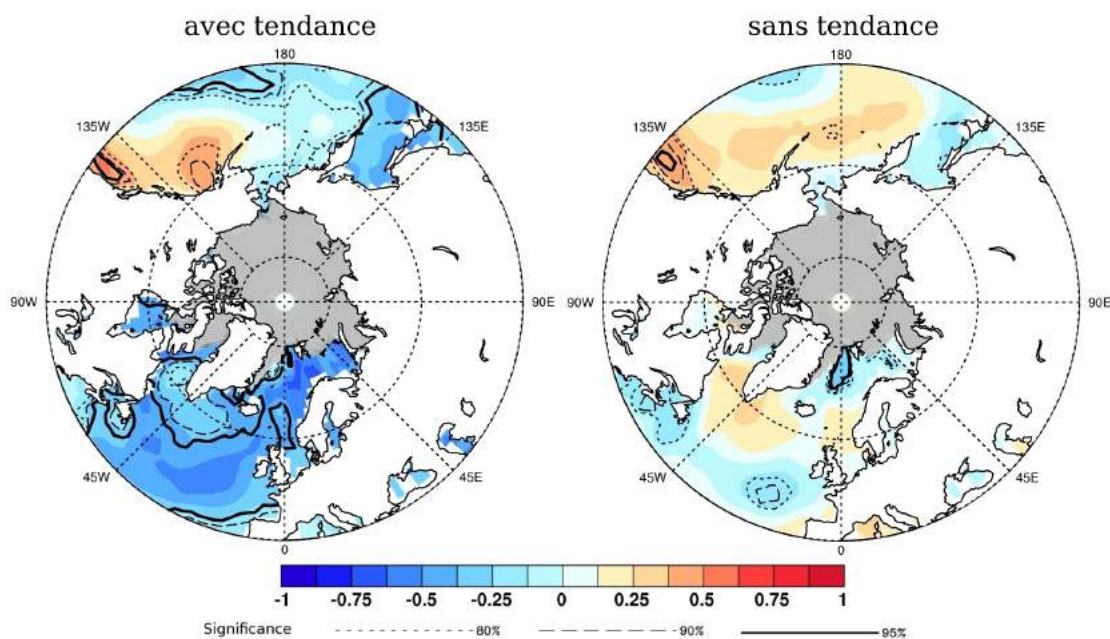 avec tendance
sans tendance
180
180
135W
135E
135W
135E
90W
90E
90W
90E
45W
45E
45W
45E
0
0
-1 -0.75 -0.5 -0.25 0 0.25 0.5 0.75 1
Significance 80% 90% 95%